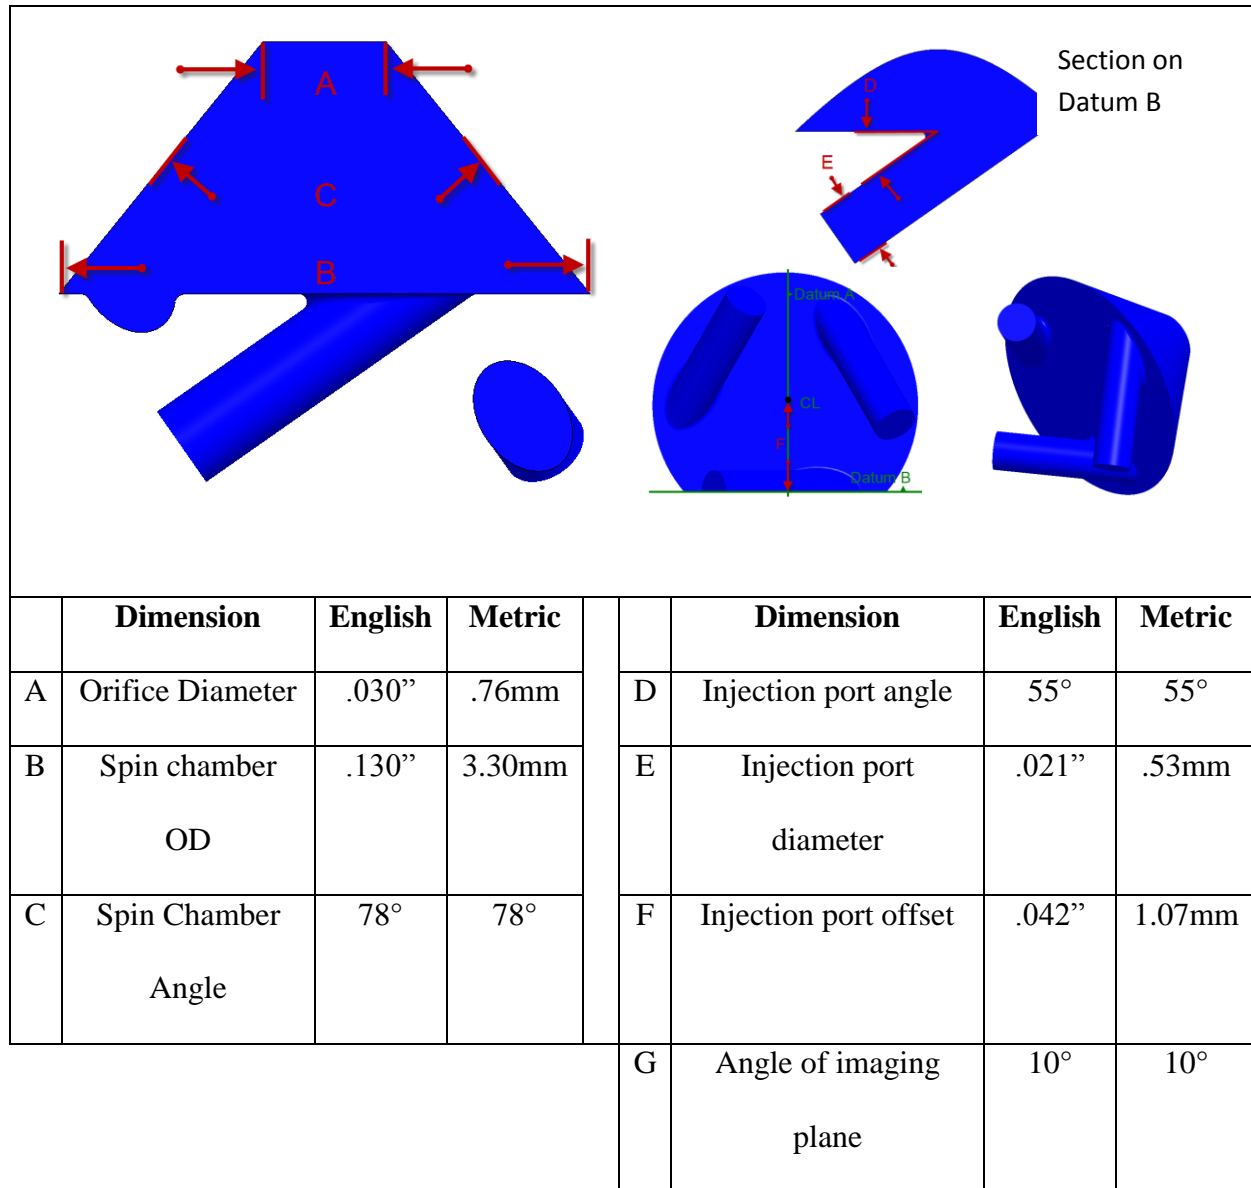 A
C
B
Section on
Datum B
D
E
Datum A
CL
F
Datum B
Dimension English Metric Dimension English Metric
A Orifice Diameter .030” .76mm D Injection port angle 55° 55°
B Spin chamber .130” 3.30mm E Injection port .021” .53mm
OD diameter
C Spin Chamber 78° 78° F Injection port offset .042” 1.07mm
Angle
G Angle of imaging 10° 10°
plane